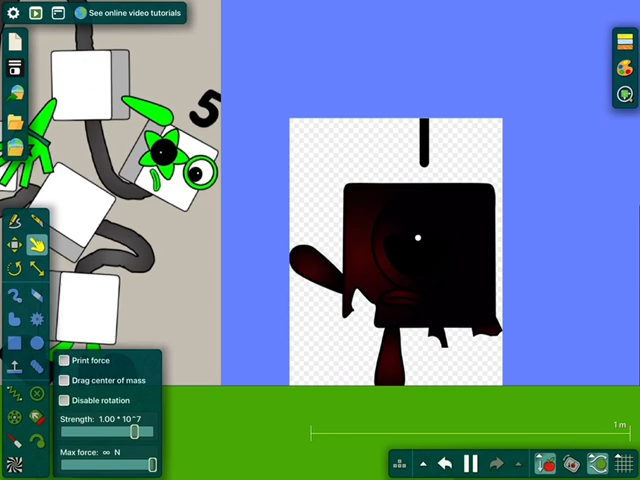 See online video tutorials
5
Print force
Drag center of mass
Disable rotation
Strength: 1.00 * 10^7
Max force: ∞ N
1 m